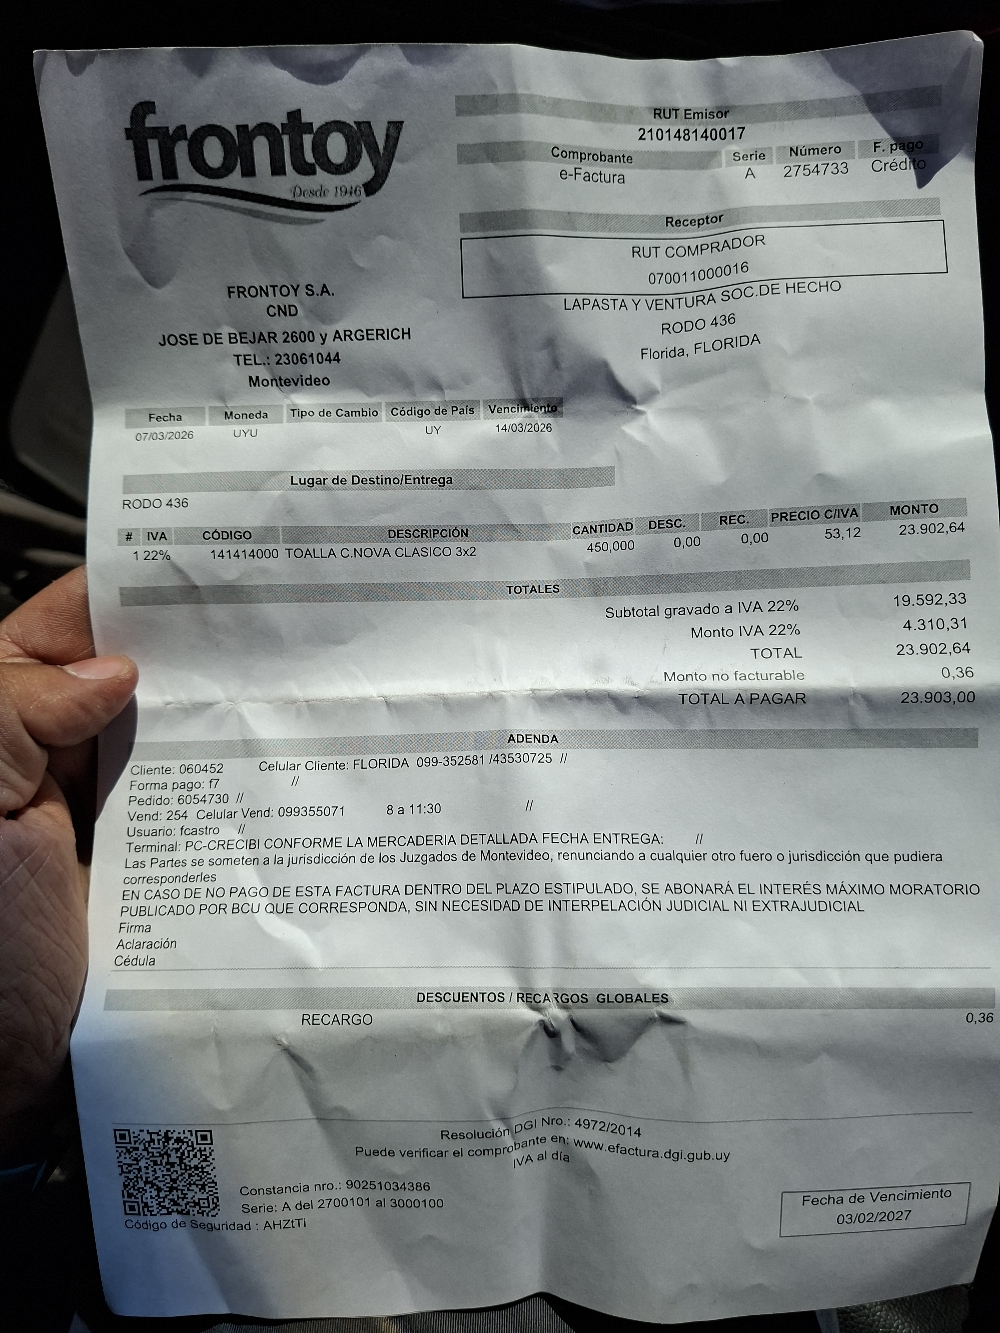 frontoy
Desde 1946
FRONTOY S.A.
CND
JOSE DE BEJAR 2600 y ARGERICH
TEL.: 23061044
Montevideo
RUT Emisor
210148140017
Comprobante Serie Número F. pago
e-Factura A 2754733 Crédito
Receptor
RUT COMPRADOR
070011000016
LAPASTA Y VENTURA SOC.DE HECHO
RODO 436
Florida, FLORIDA
Fecha Moneda Tipo de Cambio Código de País Vencimiento
07/03/2026 UYU UY 14/03/2026
Lugar de Destino/Entrega
RODO 436
# IVA CÓDIGO DESCRIPCIÓN CANTIDAD DESC. REC. PRECIO C/IVA MONTO
1 22% 141414000 TOALLA C.NOVA CLASICO 3x2 450,000 0,00 0,00 53,12 23.902,64
TOTALES
Subtotal gravado a IVA 22% 19.592,33
Monto IVA 22% 4.310,31
TOTAL 23.902,64
Monto no facturable 0,36
TOTAL A PAGAR 23.903,00
ADENDA
Cliente: 060452 Celular Cliente: FLORIDA 099-352581 /43530725 //
Forma pago: f7 //
Pedido: 6054730 //
Vend: 254 Celular Vend: 099355071 8 a 11:30 //
Usuario: fcastro //
Terminal: PC-CRECIBI CONFORME LA MERCADERIA DETALLADA FECHA ENTREGA: //
Las Partes se someten a la jurisdicción de los Juzgados de Montevideo, renunciando a cualquier otro fuero o jurisdicción que pudiera
corresponderles
EN CASO DE NO PAGO DE ESTA FACTURA DENTRO DEL PLAZO ESTIPULADO, SE ABONARÁ EL INTERÉS MÁXIMO MORATORIO
PUBLICADO POR BCU QUE CORRESPONDA, SIN NECESIDAD DE INTERPELACIÓN JUDICIAL NI EXTRAJUDICIAL
Firma
Aclaración
Cédula
DESCUENTOS / RECARGOS GLOBALES
RECARGO 0,36
Resolución DGI Nro.: 4972/2014
Puede verificar el comprobante en: www.efactura.dgi.gub.uy
IVA al día
Constancia nro.: 90251034386
Serie: A del 2700101 al 3000100
Código de Seguridad : AHZtTi
Fecha de Vencimiento
03/02/2027